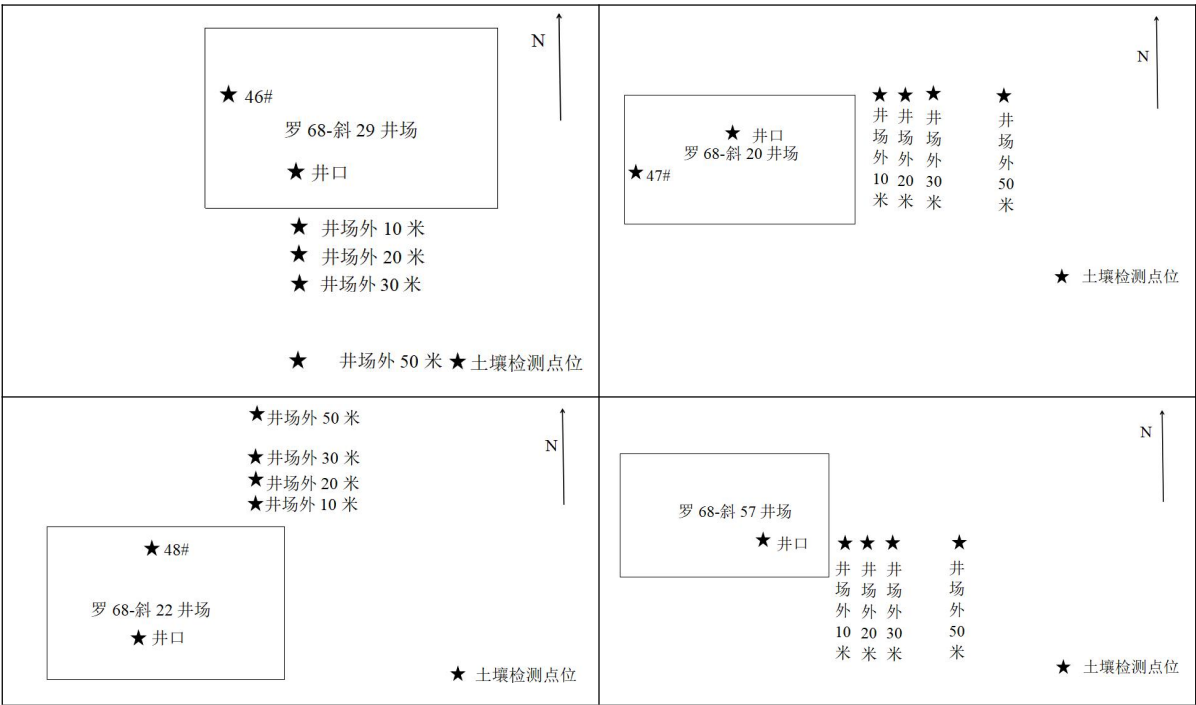 N
46#
罗 68-斜 29 井场
井口
井场外 10 米
井场外 20 米
井场外 30 米
井场外 50 米
土壤检测点位
N
井口
罗 68-斜 20 井场
47#
井场外10米
井场外20米
井场外30米
井场外50米
土壤检测点位
井场外 50 米
N
井场外 30 米
井场外 20 米
井场外 10 米
48#
罗 68-斜 22 井场
井口
土壤检测点位
N
罗 68-斜 57 井场
井口
井场外10米
井场外20米
井场外30米
井场外50米
土壤检测点位